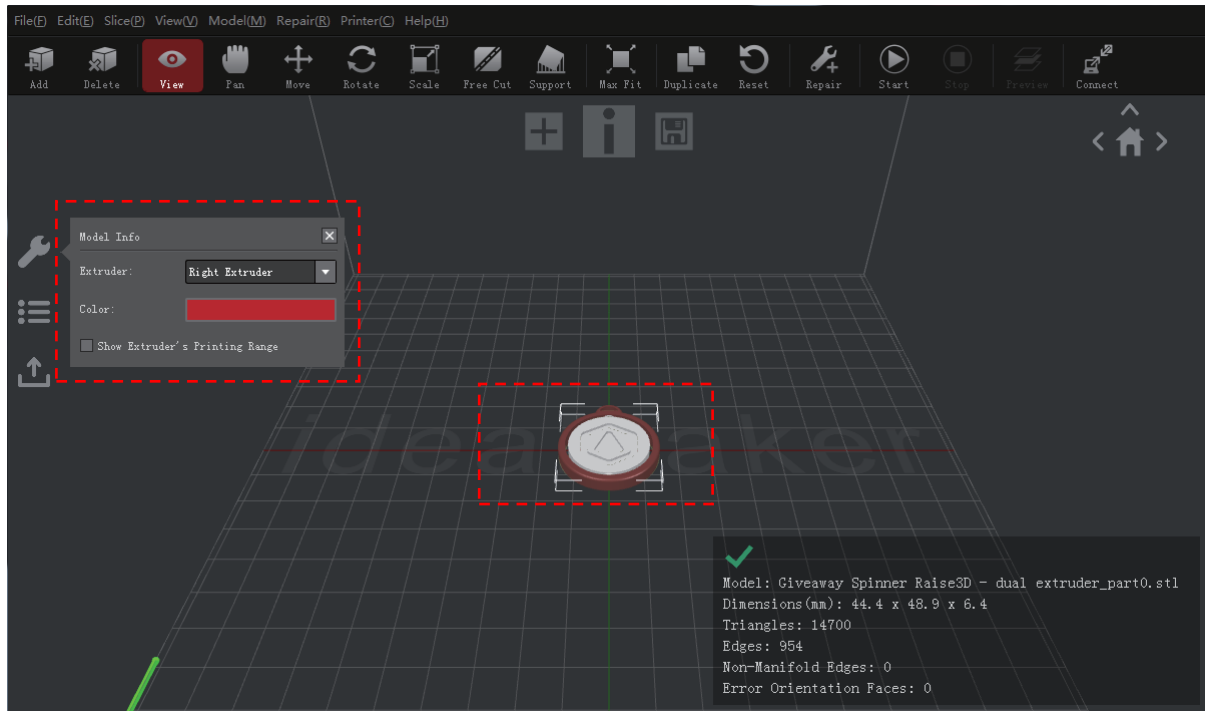 File(F) Edit(E) Slice(P) View(V) Model(M) Repair(R) Printer(C) Help(H)
Add Delete View Pan Move Rotate Scale Free Cut Support Max Fit Duplicate Reset Repair Start Stop Preview Connect
Model Info
Extruder: Right Extruder
Color:
Show Extruder's Printing Range
ideamaker
Model: Giveaway Spinner Raise3D - dual extruder_part0.stl
Dimensions(mm): 44.4 x 48.9 x 6.4
Triangles: 14700
Edges: 954
Non-Manifold Edges: 0
Error Orientation Faces: 0